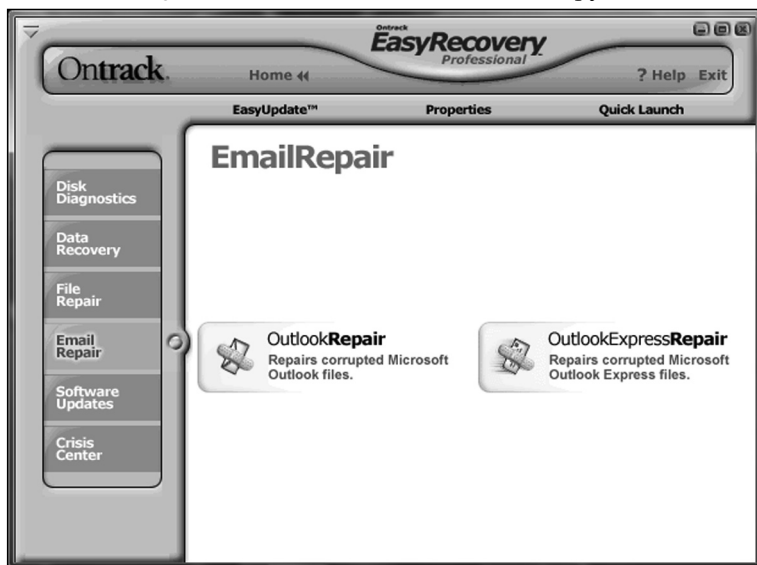 Ontrack
EasyRecovery
Professional
Ontrack.
Home
? Help Exit
EasyUpdate™ Properties Quick Launch
EmailRepair
Disk
Diagnostics
Data
Recovery
File
Repair
Email
Repair
Software
Updates
Crisis
Center
OutlookRepair
Repairs corrupted Microsoft
Outlook files.
OutlookExpressRepair
Repairs corrupted Microsoft
Outlook Express files.